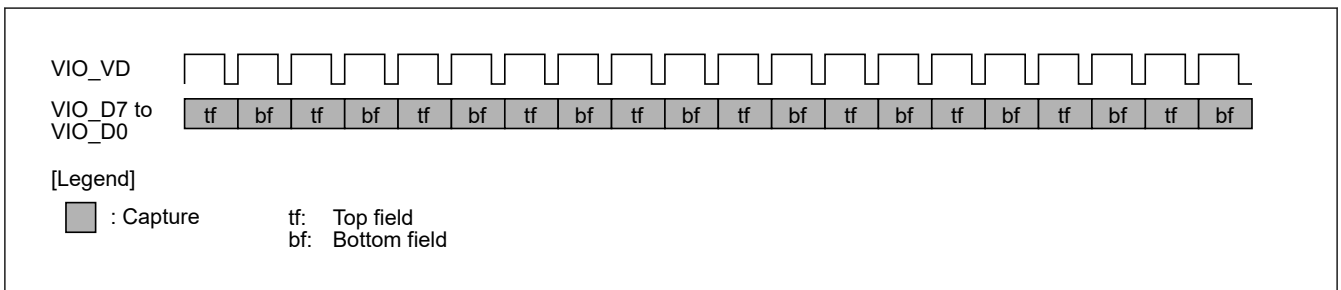 VIO_VD
VIO_D7 to
VIO_D0
tf bf tf bf tf bf tf bf tf bf tf bf tf bf tf bf tf bf tf bf
[Legend]
: Capture tf: Top field
bf: Bottom field